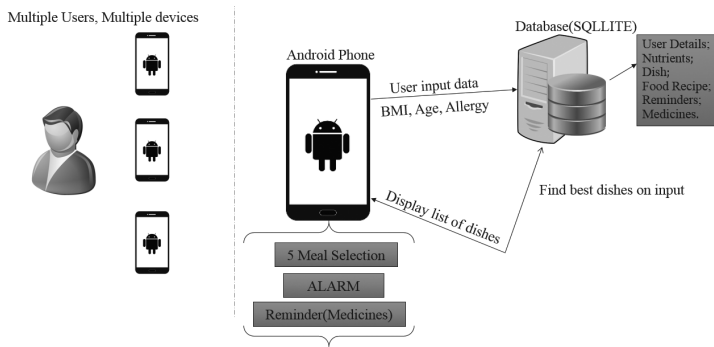 Multiple Users, Multiple devices
Android Phone
User input data
BMI, Age, Allergy
Database(SQLLITE)
User Details;
Nutrients;
Dish;
Food Recipe;
Reminders;
Medicines.
Find best dishes on input
Display list of dishes
5 Meal Selection
ALARM
Reminder(Medicines)